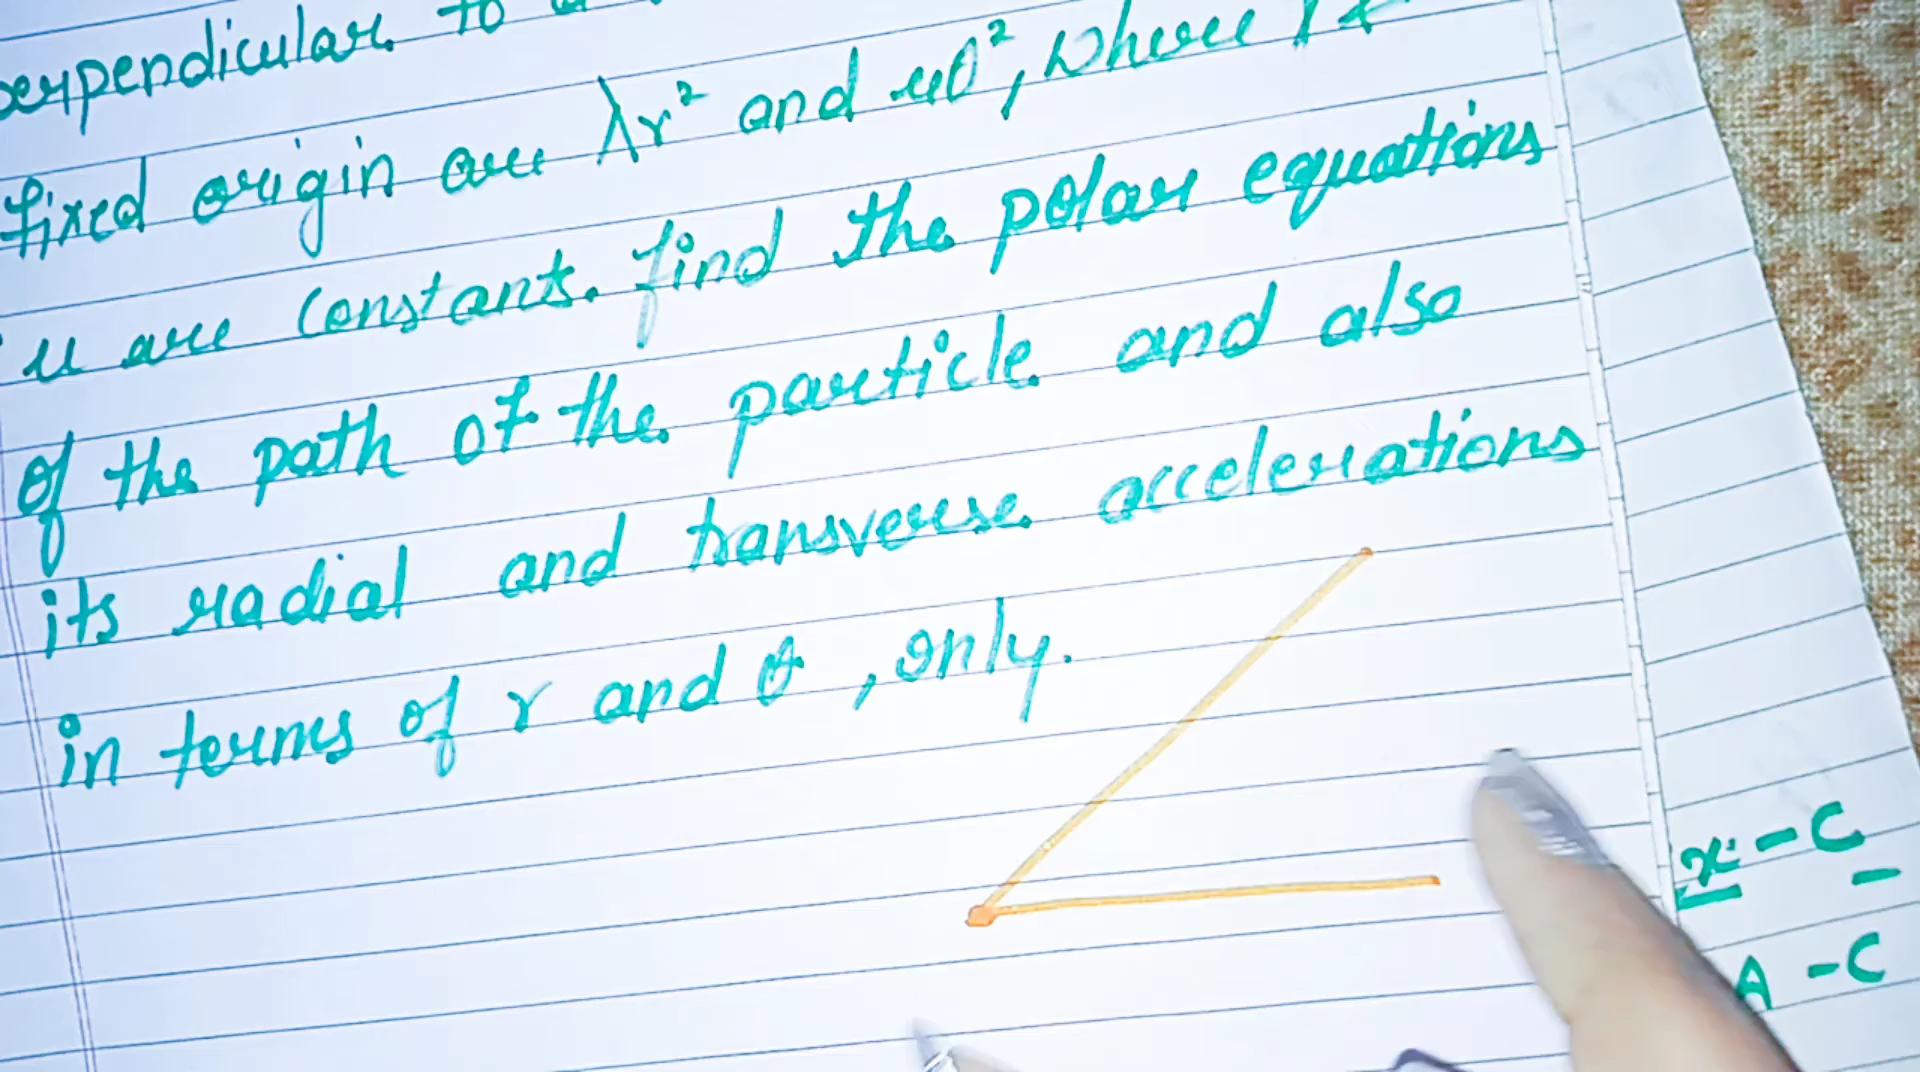 perpendicular to
fixed origin are λr² and μθ², where
μ are constants. find the polar equations
of the path of the particle and also
its radial and transverse accelerations
in terms of r and θ, only.
x - C
A - C